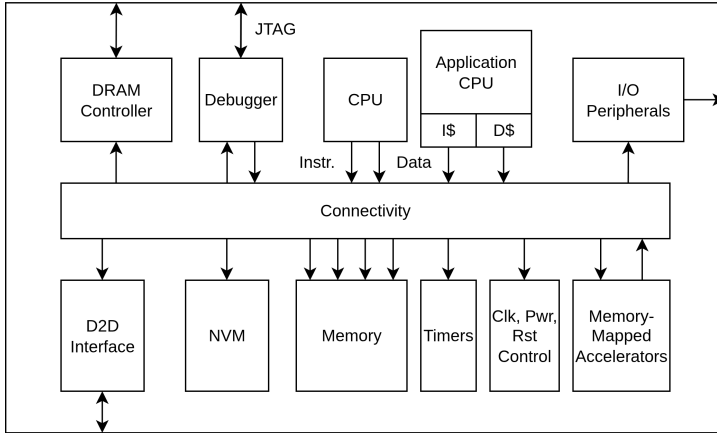 JTAG
DRAM
Controller
Debugger
CPU
Application
CPU
I$
D$
I/O
Peripherals
Instr.
Data
Connectivity
D2D
Interface
NVM
Memory
Timers
Clk, Pwr,
Rst
Control
Memory-
Mapped
Accelerators